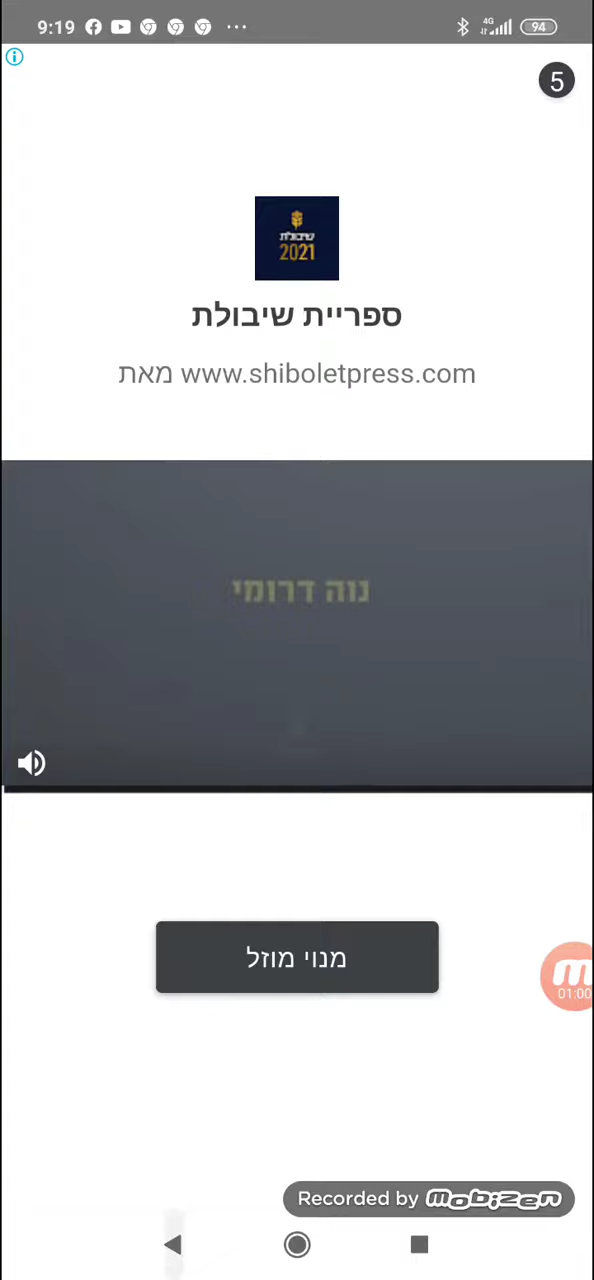 9:19
4G
94
5
שיבולת
2021
ספריית שיבולת
מאת www.shiboletpress.com
נוה דרומי
מנוי מוזל
01:00
Recorded by mobizen